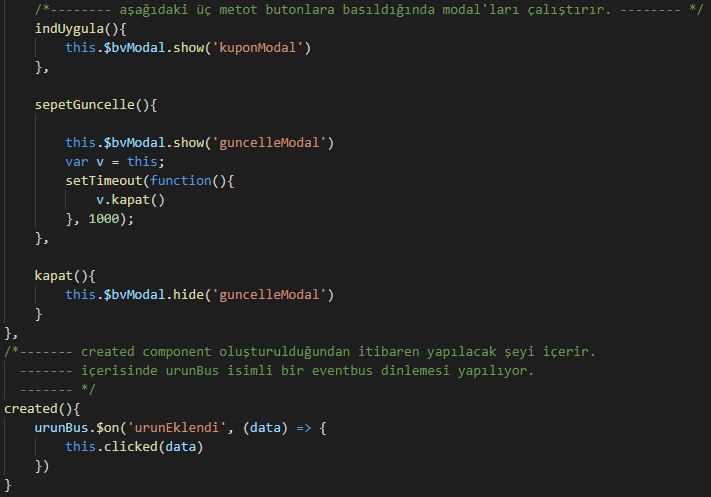 /*-------- aşağıdaki üç metot butonlara basıldığında modal'ları çalıştırır. -------- */
indUygula(){
this.$bvModal.show('kuponModal')
},
sepetGuncelle(){
this.$bvModal.show('guncelleModal')
var v = this;
setTimeout(function(){
v.kapat()
}, 1000);
},
kapat(){
this.$bvModal.hide('guncelleModal')
}
},
/*------- created component oluşturulduğundan itibaren yapılacak şeyi içerir.
------- içerisinde urunBus isimli bir eventbus dinlemesi yapılıyor.
------- */
created(){
urunBus.$on('urunEklendi', (data) => {
this.clicked(data)
})
}